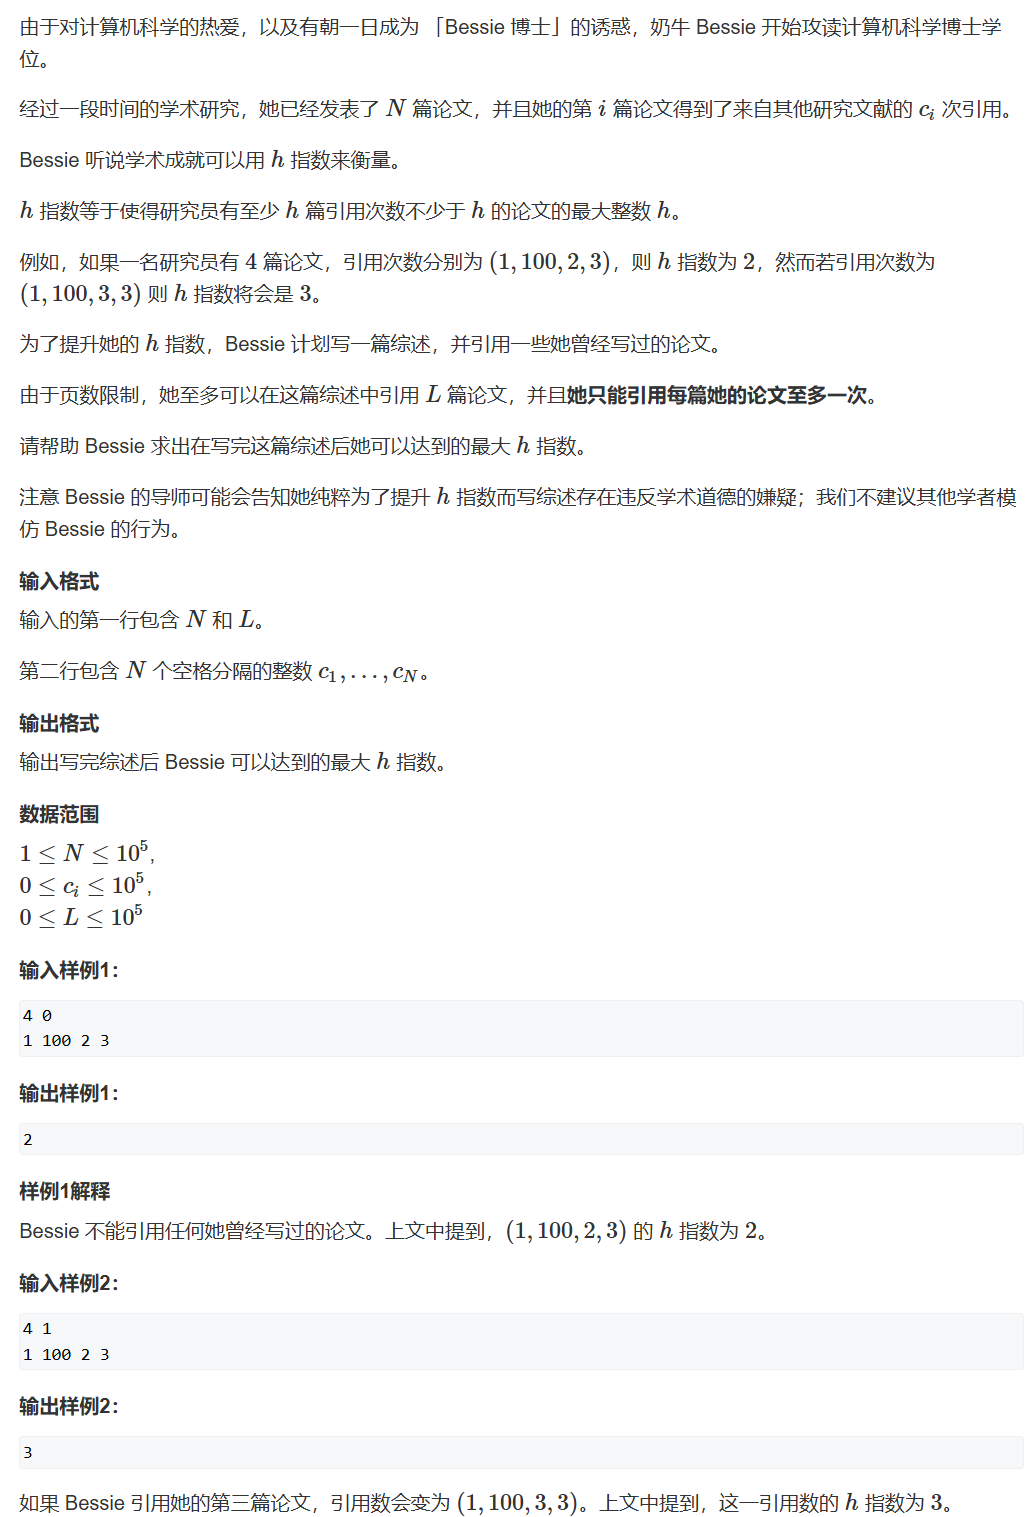 由于对计算机科学的热爱，以及有朝一日成为 「Bessie 博士」的诱惑，奶牛 Bessie 开始攻读计算机科学博士学
位。
经过一段时间的学术研究，她已经发表了 N 篇论文，并且她的第 i 篇论文得到了来自其他研究文献的 c_i 次引用。
Bessie 听说学术成就可以用 h 指数来衡量。
h 指数等于使得研究员有至少 h 篇引用次数不少于 h 的论文的最大整数 h。
例如，如果一名研究员有 4 篇论文，引用次数分别为 (1, 100, 2, 3)，则 h 指数为 2，然而若引用次数为
(1, 100, 3, 3) 则 h 指数将会是 3。
为了提升她的 h 指数，Bessie 计划写一篇综述，并引用一些她曾经写过的论文。
由于页数限制，她至多可以在这篇综述中引用 L 篇论文，并且她只能引用每篇她的论文至多一次。
请帮助 Bessie 求出在写完这篇综述后她可以达到的最大 h 指数。
注意 Bessie 的导师可能会告知她纯粹为了提升 h 指数而写综述存在违反学术道德的嫌疑；我们不建议其他学者模
仿 Bessie 的行为。
输入格式
输入的第一行包含 N 和 L。
第二行包含 N 个空格分隔的整数 c_1, . . . , c_N。
输出格式
输出写完综述后 Bessie 可以达到的最大 h 指数。
数据范围
1 ≤ N ≤ 10^5,
0 ≤ c_i ≤ 10^5,
0 ≤ L ≤ 10^5
输入样例1：
4 0
1 100 2 3
输出样例1：
2
样例1解释
Bessie 不能引用任何她曾经写过的论文。上文中提到，(1, 100, 2, 3) 的 h 指数为 2。
输入样例2：
4 1
1 100 2 3
输出样例2：
3
如果 Bessie 引用她的第三篇论文，引用数会变为 (1, 100, 3, 3)。上文中提到，这一引用数的 h 指数为 3。